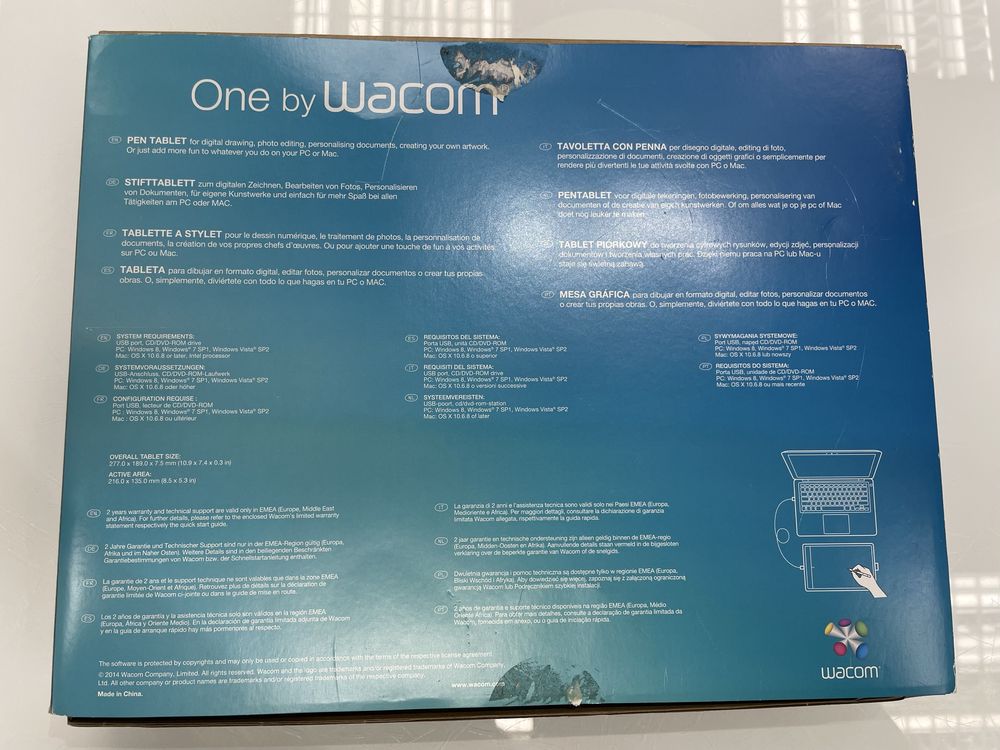 One by wacom
EN PEN TABLET for digital drawing, photo editing, personalising documents, creating your own artwork.
Or just add more fun to whatever you do on your PC or Mac.
DE STIFTTABLETT zum digitalen Zeichnen, Bearbeiten von Fotos, Personalisieren
von Dokumenten, für eigene Kunstwerke und einfach für mehr Spaß bei allen
Tätigkeiten am PC oder MAC.
FR TABLETTE A STYLET pour le dessin numérique, le traitement de photos, la personnalisation de
documents, la création de vos propres chefs d'œuvres. Ou pour ajouter une touche de fun à vos activités
sur PC ou Mac.
ES TABLETA para dibujar en formato digital, editar fotos, personalizar documentos o crear tus propias
obras. O, simplemente, diviértete con todo lo que hagas en tu PC o MAC.
IT TAVOLETTA CON PENNA per disegno digitale, editing di foto,
personalizzazione di documenti, creazione di oggetti grafici o semplicemente per
rendere più divertenti le tue attività svolte con PC o Mac.
PENTABLET voor digitale tekeningen, fotobewerking, personalisering van
documenten of de creatie van eigen kunstwerken. Of om alles wat je op je pc of Mac
doet nog leuker te maken.
TABLET PIÓRKOWY do tworzenia cyfrowych rysunków, edycji zdjęć, personalizacji
dokumentów i tworzenia własnych prac. Dzięki niemu praca na PC lub Mac-u
staje się świetną zabawą.
PT MESA GRÁFICA para dibujar en formato digital, editar fotos, personalizar documentos
o crear tus propias obras. O, simplemente, diviértete con todo lo que hagas en tu PC o MAC.
EN SYSTEM REQUIREMENTS:
USB port, CD/DVD-ROM drive
PC: Windows 8, Windows® 7 SP1, Windows Vista® SP2
Mac: OS X 10.6.8 or later, Intel processor
DE SYSTEMVORAUSSETZUNGEN:
USB-Anschluss, CD/DVD-ROM-Laufwerk
PC: Windows 8, Windows® 7 SP1, Windows Vista® SP2
Mac: OS X 10.6.8 oder höher
FR CONFIGURATION REQUISE :
Port USB, lecteur de CD/DVD-ROM
PC : Windows 8, Windows® 7 SP1, Windows Vista® SP2
Mac : OS X 10.6.8 ou ultérieur
ES REQUISITOS DEL SISTEMA:
Porta USB, unità CD/DVD-ROM
PC: Windows 8, Windows® 7 SP1, Windows Vista® SP2
Mac: OS X 10.6.8 o superior
IT REQUISITI DEL SISTEMA:
USB port, CD/DVD-ROM drive
PC: Windows 8, Windows® 7 SP1, Windows Vista® SP2
Mac: OS X 10.6.8 o versioni successive
NL SYSTEEMVEREISTEN:
USB-poort, cd/dvd-rom-station
PC: Windows 8, Windows® 7 SP1, Windows Vista® SP2
Mac: OS X 10.6.8 of later
PL SYWYMAGANIA SYSTEMOWE:
Port USB, napęd CD/DVD-ROM
PC: Windows 8, Windows® 7 SP1, Windows Vista® SP2
Mac: OS X 10.6.8 lub nowszy
PT REQUISITOS DO SISTEMA:
Porta USB, unidade de CD/DVD-ROM
PC: Windows 8, Windows® 7 SP1, Windows Vista® SP2
Mac: OS X 10.6.8 ou mais recente
OVERALL TABLET SIZE:
277.0 x 189.0 x 7.5 mm (10.9 x 7.4 x 0.3 in)
ACTIVE AREA:
216.0 x 135.0 mm (8.5 x 5.3 in)
EN 2 years warranty and technical support are valid only in EMEA (Europe, Middle East
and Africa). For further details, please refer to the enclosed Wacom's limited warranty
statement respectively the quick start guide.
DE 2 Jahre Garantie und Technischer Support sind nur in der EMEA-Region gültig (Europa,
Afrika und im Naher Osten). Weitere Details sind in den beiliegenden Beschränkten
Garantiebestimmungen von Wacom bzw. der Schnellstartanleitung enthalten.
FR La garantie de 2 ans et le support technique ne sont valables que dans la zone EMEA
(Europe, Moyen-Orient et Afrique). Retrouvez plus de détails sur la déclaration de
garantie limitée de Wacom ci-jointe ou dans le guide de mise en route.
ES Los 2 años de garantía y la asistencia técnica solo son válidos en la región EMEA
(Europa, África y Oriente Medio). En la declaración de garantía limitada adjunta de Wacom
y en la guía de arranque rápido hay más pormenores al respecto.
IT La garanzia di 2 anni e l'assistenza tecnica sono validi solo nei Paesi EMEA (Europa,
Medioriente e Africa). Per maggiori dettagli, consultare la dichiarazione di garanzia
limitata Wacom allegata, rispettivamente la guida rapida.
NL 2 jaar garantie en technische ondersteuning zijn alleen geldig binnen de EMEA-regio
(Europa, Midden-Oosten en Afrika). Aanvullende details staan vermeld in de bijgesloten
verklaring over de beperkte garantie van Wacom of de snelgids.
PL Dwuletnia gwarancja i pomoc techniczna są dostępne tylko w regionie EMEA (Europa,
Bliski Wschód i Afryka). Aby dowiedzieć się więcej, zapoznaj się z załączoną ograniczoną
gwarancją Wacom lub Podręcznikiem szybkiej instalacji.
PT 2 años de garantia e suporte técnico disponíveis na região EMEA (Europa, Médio
Oriente África). Para obter mais detalhes, consulte a declaração de garantia limitada da
Wacom, fornecida em anexo, ou o guia de iniciação rápida.
The software is protected by copyrights and may only be used or copied in accordance with the terms of the respective license agreement.
© 2014 Wacom Company, Limited. All rights reserved. Wacom and the logo are trademarks and/or registered trademarks of Wacom Company,
Ltd. All other company or product names are trademarks and/or registered trademarks of the respective company.
Made in China.
www.wacom.com
wacom